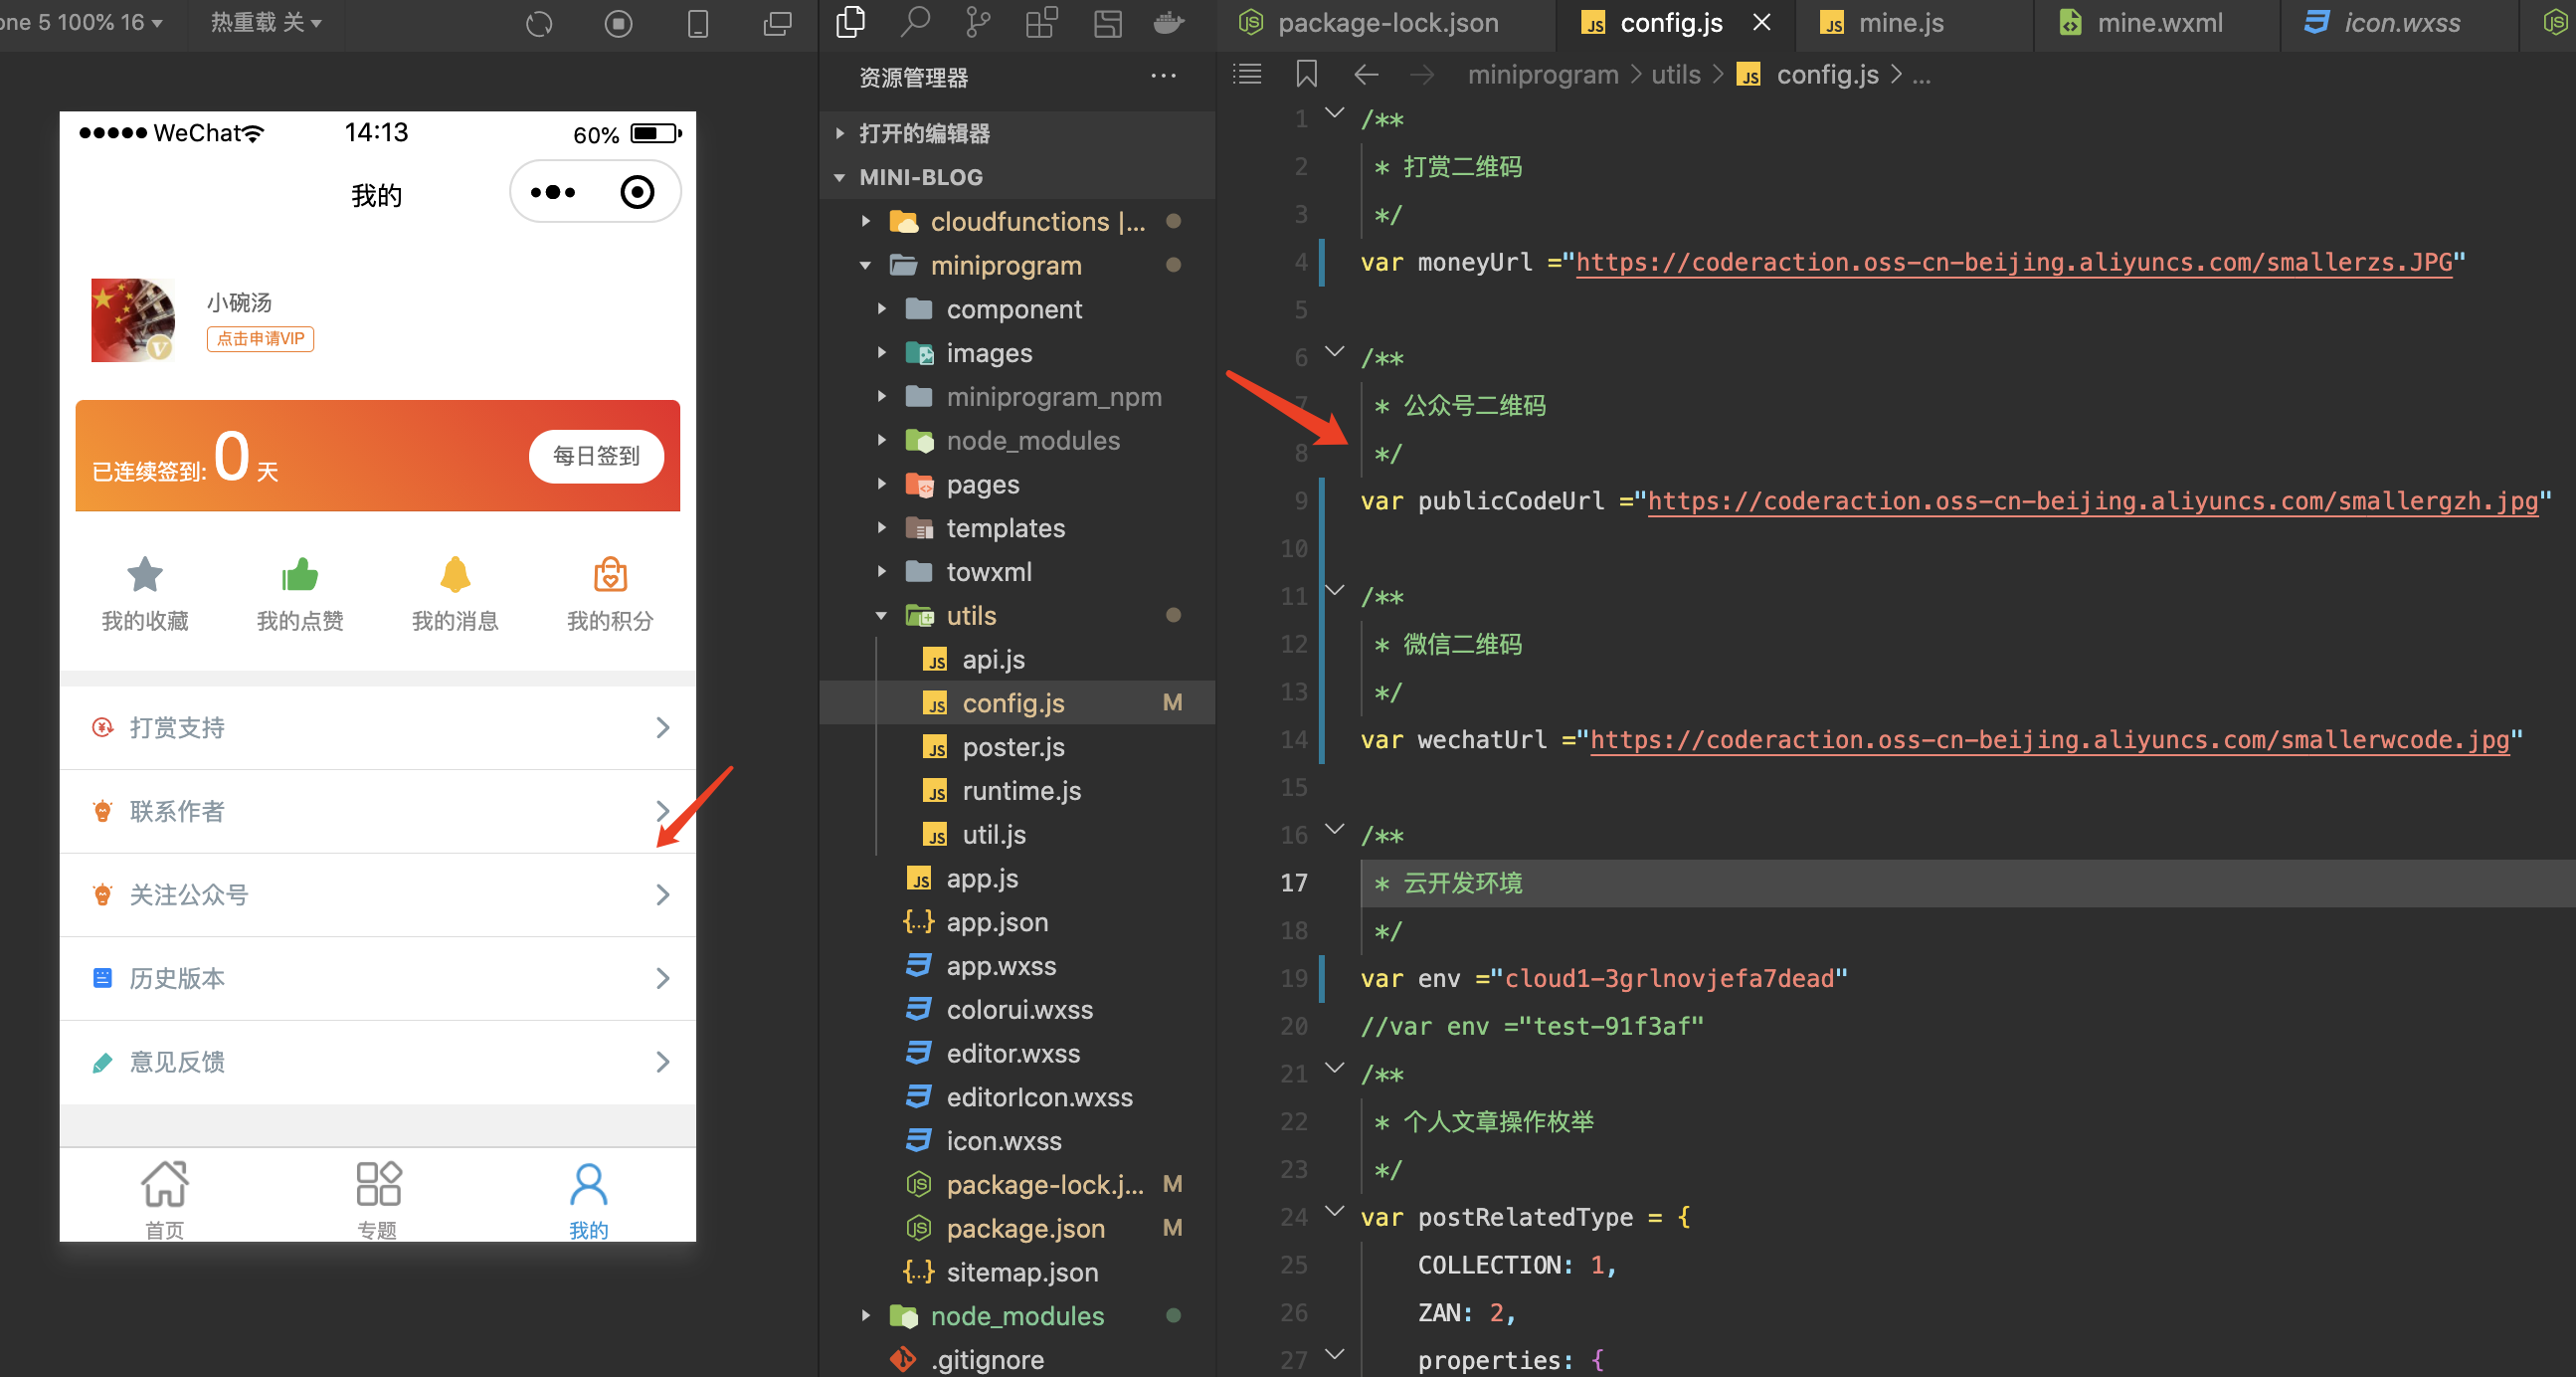 one 5 100% 16
热重载 关
package-lock.json
config.js
mine.js
mine.wxml
icon.wxss
WeChat
14:13
60%
我的
小碗汤
V
点击申请VIP
已连续签到: 0 天
每日签到
我的收藏
我的点赞
我的消息
我的积分
打赏支持
联系作者
关注公众号
历史版本
意见反馈
首页
专题
我的
资源管理器
打开的编辑器
MINI-BLOG
cloudfunctions |...
miniprogram
component
images
miniprogram_npm
node_modules
pages
templates
towxml
utils
JS api.js
JS config.js M
JS poster.js
JS runtime.js
JS util.js
JS app.js
{...} app.json
app.wxss
colorui.wxss
editor.wxss
editorIcon.wxss
icon.wxss
package-lock.j... M
package.json M
{...} sitemap.json
node_modules
.gitignore
miniprogram > utils > JS config.js > ...
1 /**
2 * 打赏二维码
3 */
4 var moneyUrl ="https://coderaction.oss-cn-beijing.aliyuncs.com/smallerzs.JPG"
5
6 /**
7 * 公众号二维码
8 */
9 var publicCodeUrl ="https://coderaction.oss-cn-beijing.aliyuncs.com/smallergzh.jpg"
10
11 /**
12 * 微信二维码
13 */
14 var wechatUrl ="https://coderaction.oss-cn-beijing.aliyuncs.com/smallerwcode.jpg"
15
16 /**
17 * 云开发环境
18 */
19 var env ="cloud1-3grlnovjefa7dead"
20 //var env ="test-91f3af"
21 /**
22 * 个人文章操作枚举
23 */
24 var postRelatedType = {
25 COLLECTION: 1,
26 ZAN: 2,
27 properties: {